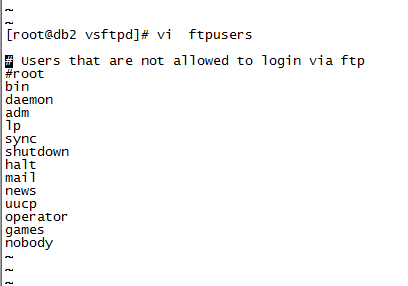 ~
~
[root@db2 vsftpd]# vi  ftpusers

# Users that are not allowed to login via ftp
#root
bin
daemon
adm
lp
sync
shutdown
halt
mail
news
uucp
operator
games
nobody
~
~
~